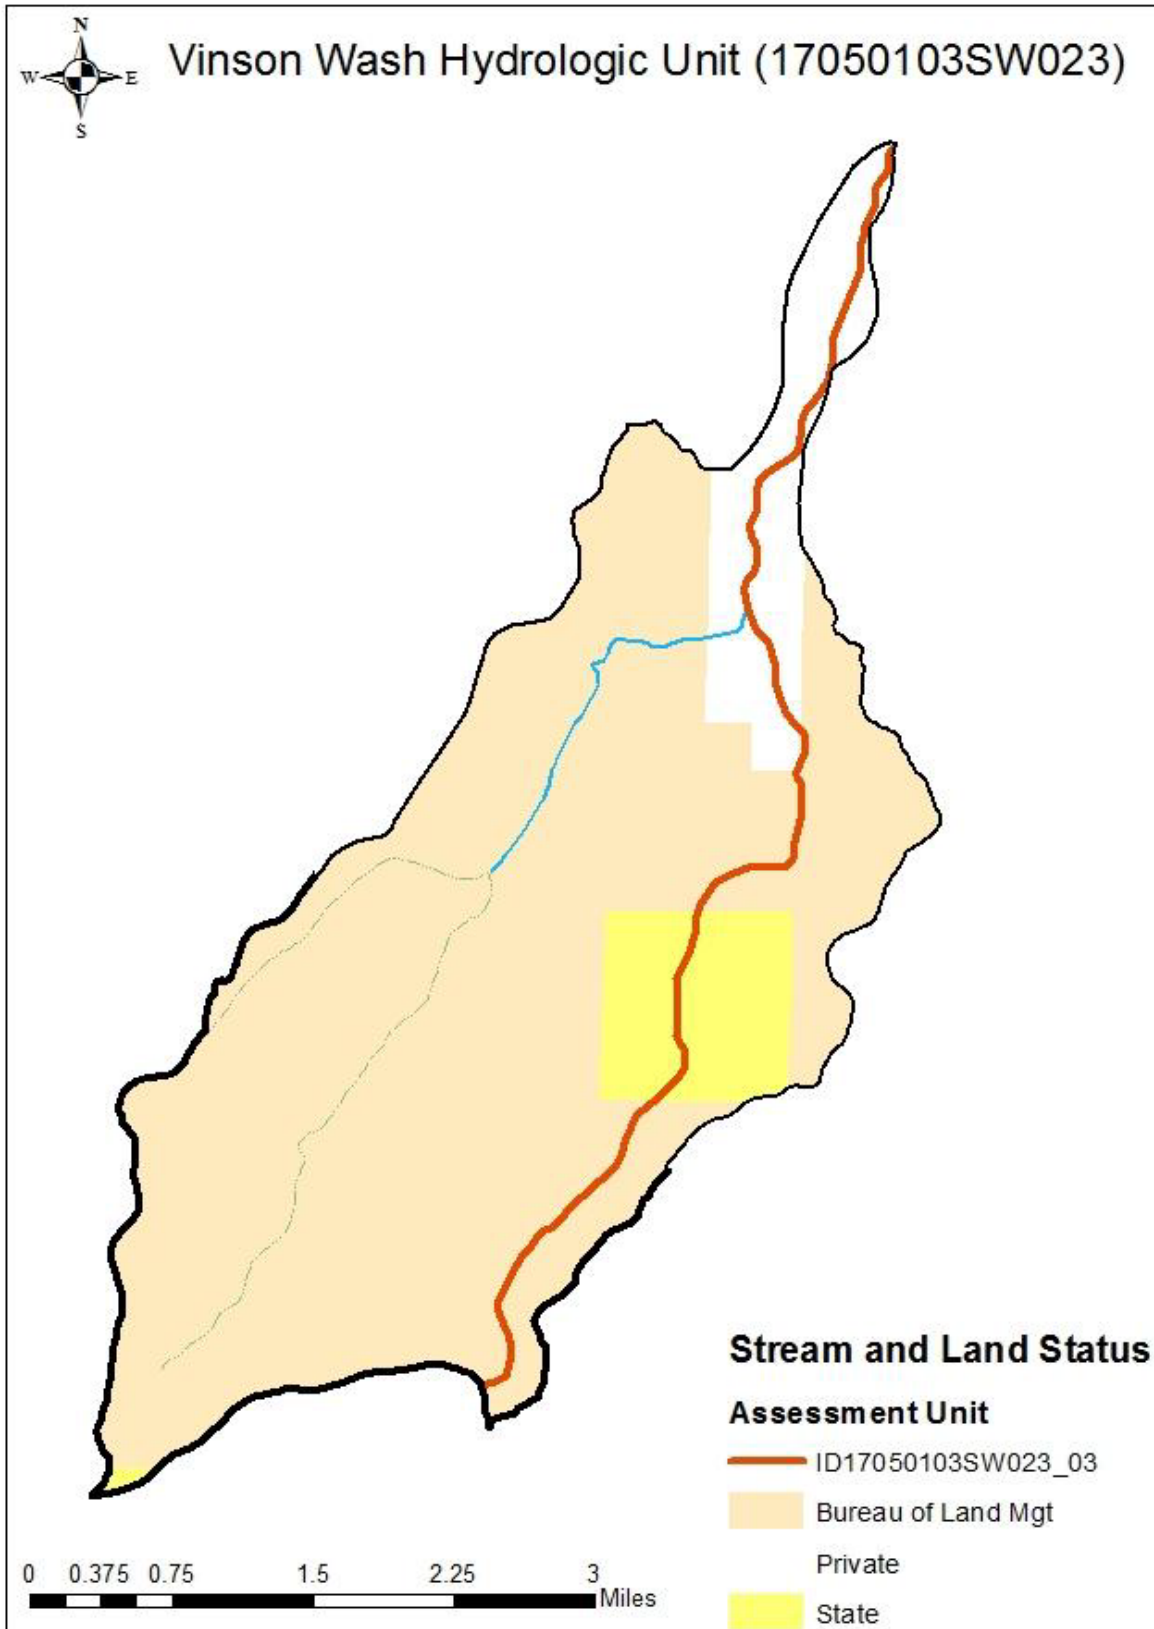 N
W E
S
Vinson Wash Hydrologic Unit (17050103SW023)
Stream and Land Status
Assessment Unit
ID17050103SW023_03
Bureau of Land Mgt
Private
State
0 0.375 0.75 1.5 2.25 3
Miles